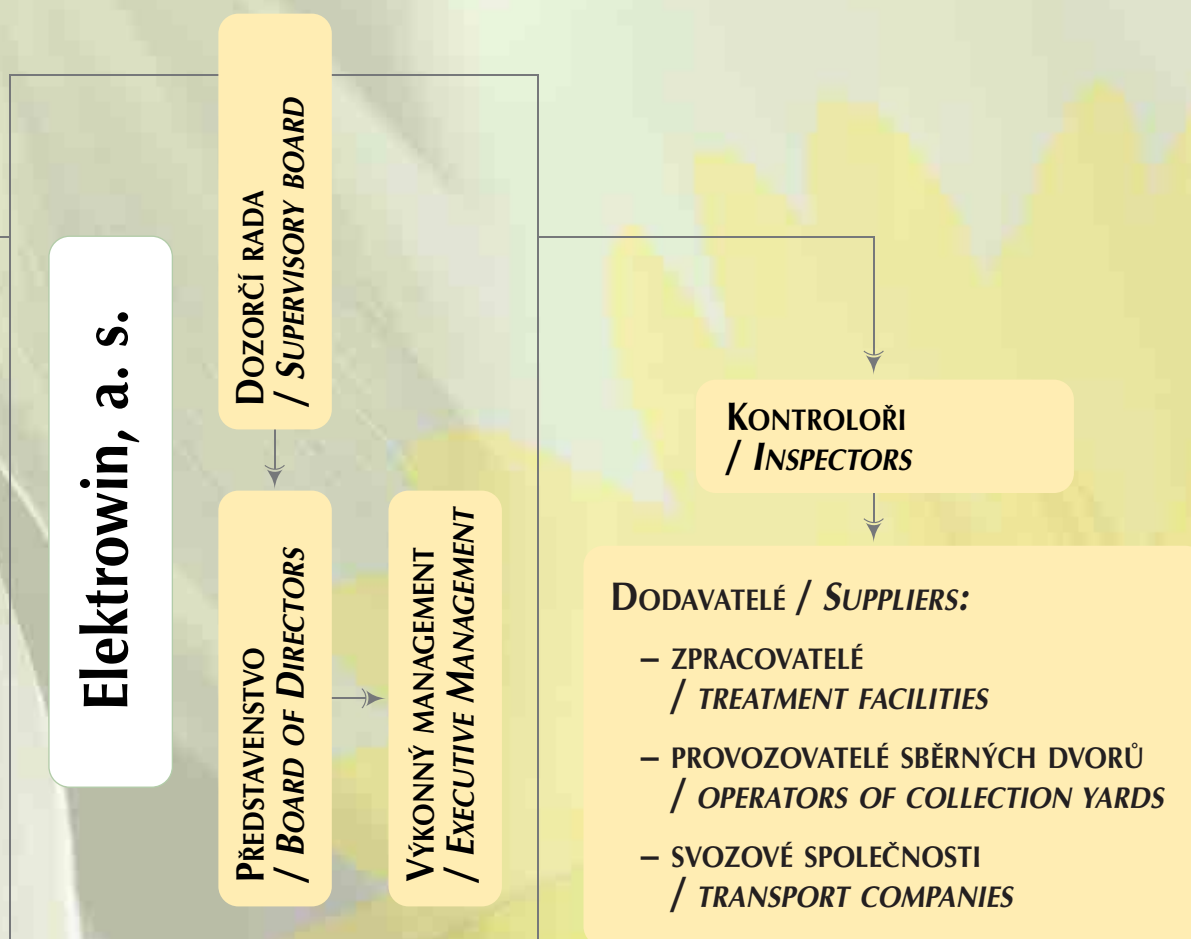 Elektrowin, a. s.
Dozorčí rada
/ Supervisory board
Představenstvo
/ Board of Directors
Výkonný management
/ Executive Management
Kontroloři
/ Inspectors
Dodavatelé / Suppliers:
– zpracovatelé
/ treatment facilities
– provozovatelé sběrných dvorů
/ operators of collection yards
– svozové společnosti
/ transport companies